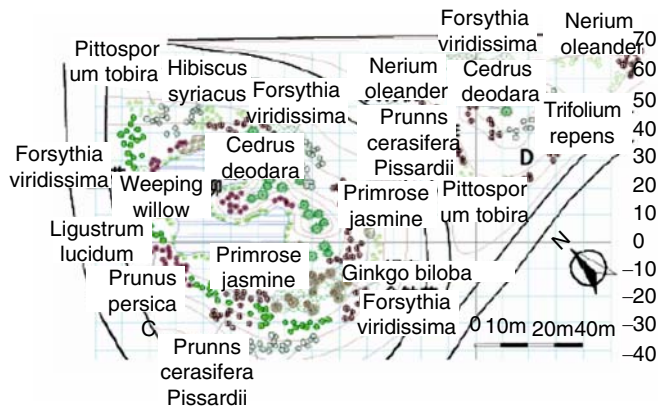 Forsythia
viridissima
Nerium
oleander
Pittospor
um tobira
Hibiscus
syriacus
Forsythia
viridissima
Nerium
oleander
Cedrus
deodara
Prunns
cerasifera
Pissardii
Trifolium
repens
Cedrus
deodara
Forsythia
viridissima
Weeping
willow
D
Primrose
jasmine
Pittospor
um tobira
Ligustrum
lucidum
Primrose
jasmine
Prunus
persica
Ginkgo biloba
Forsythia
viridissima
N
C
Prunns
cerasifera
Pissardii
0 10m 20m40m
70
60
50
40
30
20
10
0
–10
–20
–30
–40